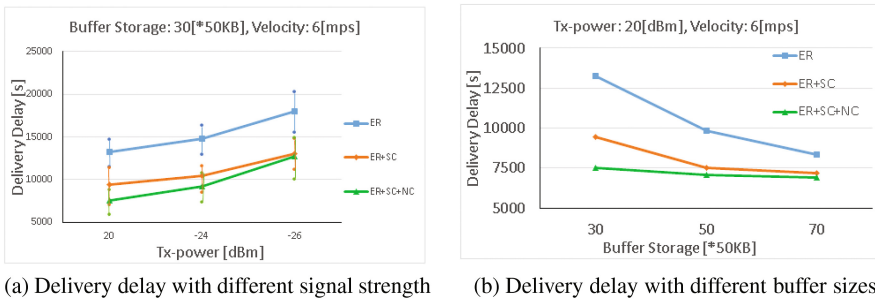 Buffer Storage: 30[*50KB], Velocity: 6[mps]
Delivery Delay [s]
25000
20000
15000
10000
5000
20
-24
-26
Tx-power [dBm]
ER
ER+SC
ER+SC+NC
(a) Delivery delay with different signal strength
Tx-power: 20[dBm], Velocity: 6[mps]
Delivery Delay [s]
15000
12500
10000
7500
5000
30
50
70
Buffer Storage [*50KB]
ER
ER+SC
ER+SC+NC
(b) Delivery delay with different buffer sizes